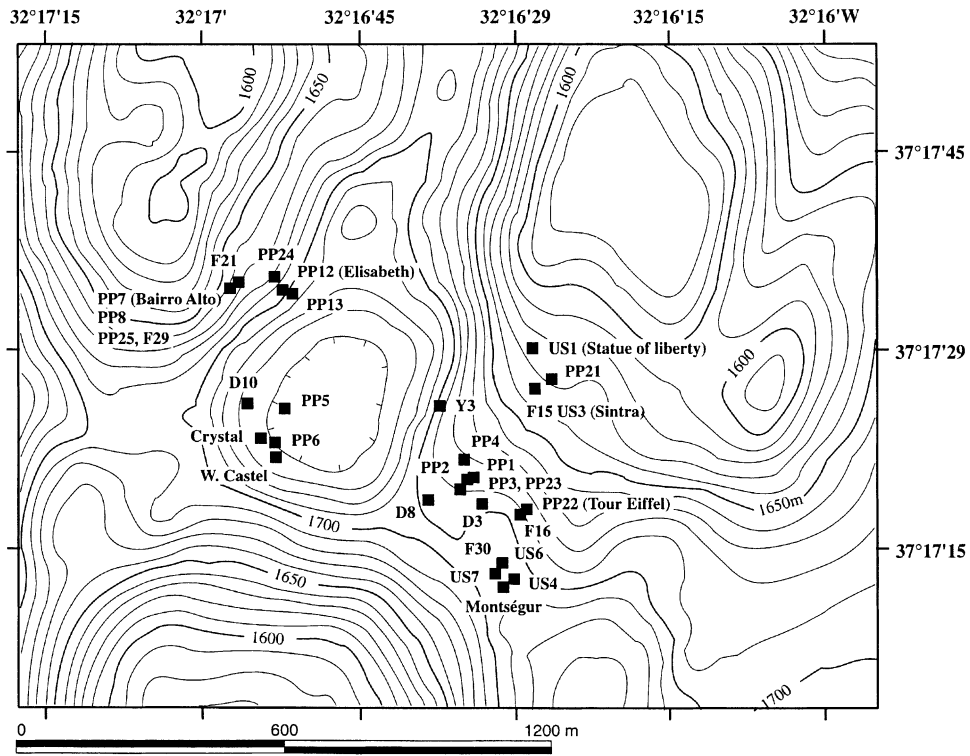 32°17'15 32°17' 32°16'45 32°16'29 32°16'15 32°16'W
1600
1650
1600
37°17'45
F21
PP24
PP12 (Elisabeth)
PP7 (Bairro Alto)
PP13
PP8
PP25, F29
US1 (Statue of liberty)
37°17'29
1600
PP21
D10
PP5
Y3
F15 US3 (Sintra)
Crystal
PP6
PP4
W. Castel
PP2
PP1
PP3, PP23
PP22 (Tour Eiffel)
1650m
D8
D3
F16
1700
F30
US6
37°17'15
US7
US4
1650
Montségur
1600
1700
0 600 1200 m